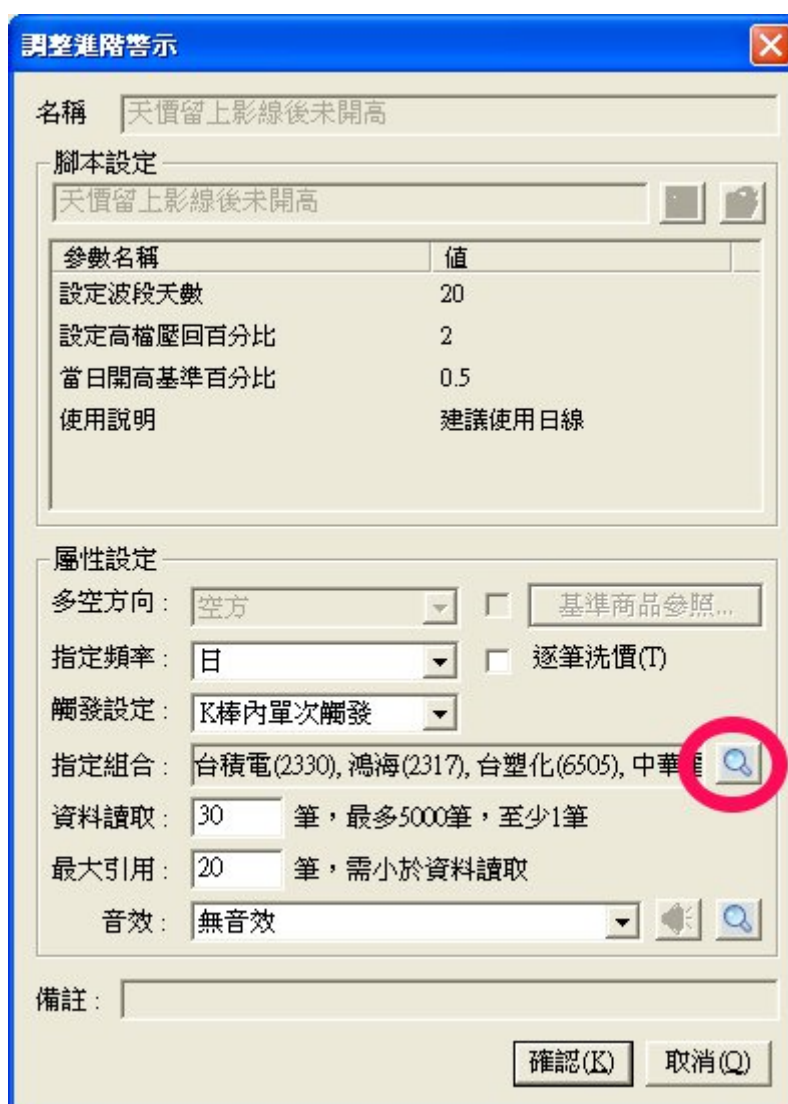 調整進階警示
名稱 天價留上影線後未開高
腳本設定
天價留上影線後未開高
參數名稱 值
設定波段天數 20
設定高檔壓回百分比 2
當日開高基準百分比 0.5
使用說明 建議使用日線
屬性設定
多空方向: 空方 基準商品參照...
指定頻率: 日 逐筆洗價(T)
觸發設定: K棒內單次觸發
指定組合: 台積電(2330), 鴻海(2317), 台塑化(6505), 中華
資料讀取: 30 筆,最多5000筆,至少1筆
最大引用: 20 筆,需小於資料讀取
音效: 無音效
備註:
確認(K) 取消(Q)